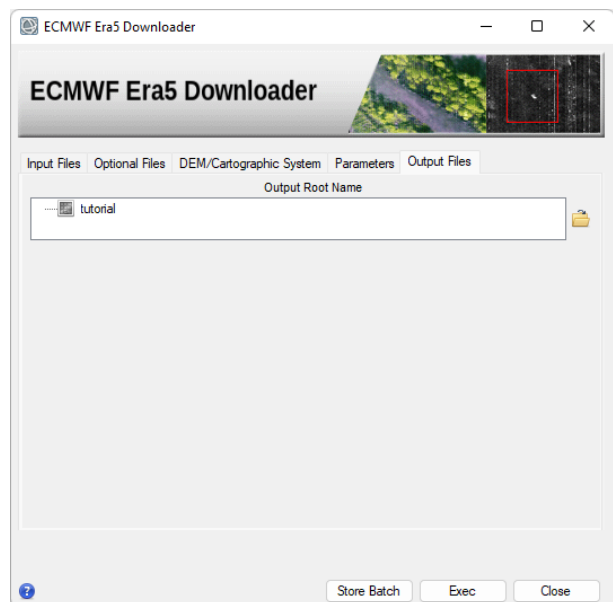 ECMWF Era5 Downloader
ECMWF Era5 Downloader
Input Files Optional Files DEM/Cartographic System Parameters Output Files
Output Root Name
tutorial
? Store Batch Exec Close